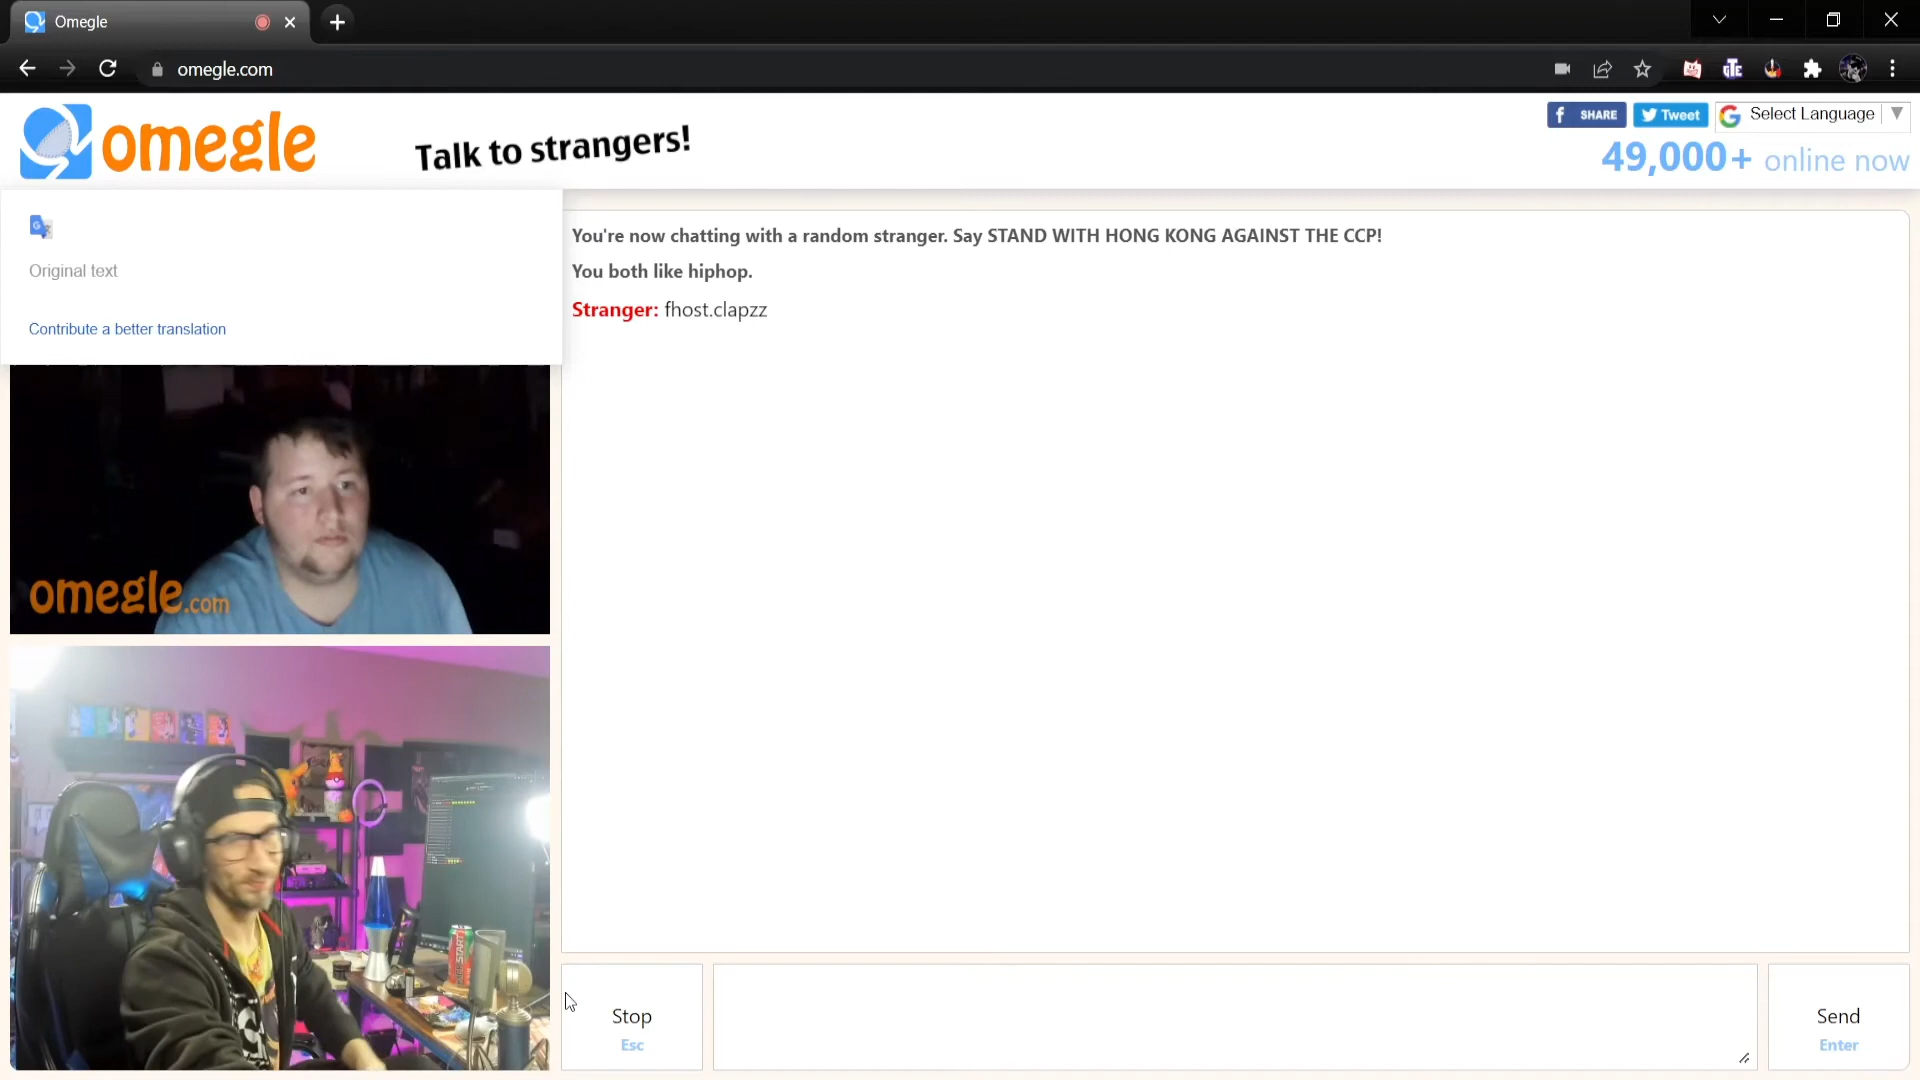 Omegle
omegle.com
omegle
Talk to strangers!
SHARE
Tweet
Select Language
49,000+ online now
Original text
Contribute a better translation
You're now chatting with a random stranger. Say STAND WITH HONG KONG AGAINST THE CCP!
You both like hiphop.
Stranger: fhost.clapzz
omegle.com
Stop
Esc
Send
Enter